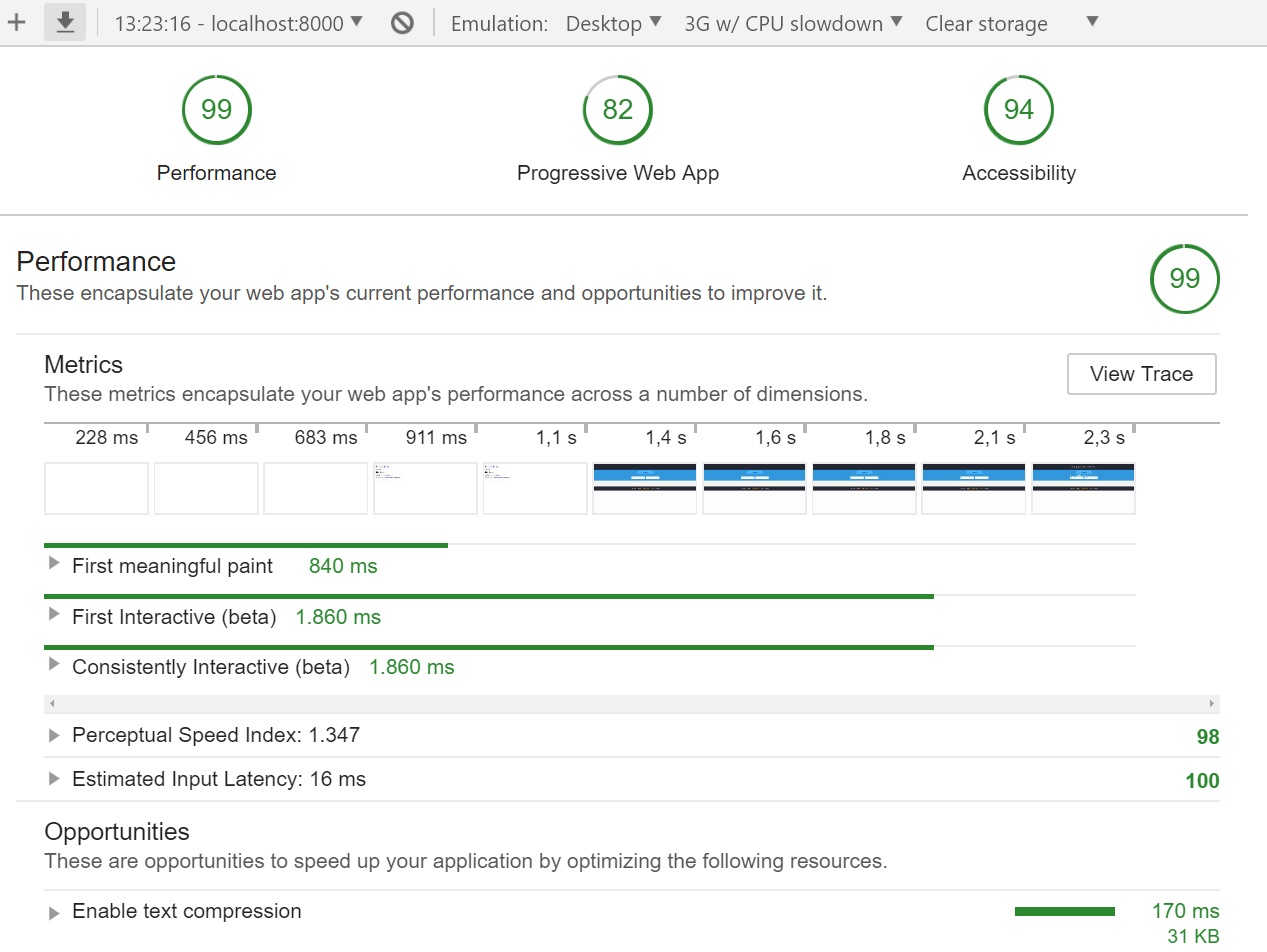 13:23:16 - localhost:8000 Emulation: Desktop 3G w/ CPU slowdown Clear storage
99 82 94
Performance Progressive Web App Accessibility
Performance 99
These encapsulate your web app's current performance and opportunities to improve it.
Metrics View Trace
These metrics encapsulate your web app's performance across a number of dimensions.
228 ms 456 ms 683 ms 911 ms 1,1 s 1,4 s 1,6 s 1,8 s 2,1 s 2,3 s
First meaningful paint 840 ms
First Interactive (beta) 1.860 ms
Consistently Interactive (beta) 1.860 ms
Perceptual Speed Index: 1.347 98
Estimated Input Latency: 16 ms 100
Opportunities
These are opportunities to speed up your application by optimizing the following resources.
Enable text compression 170 ms
31 KB